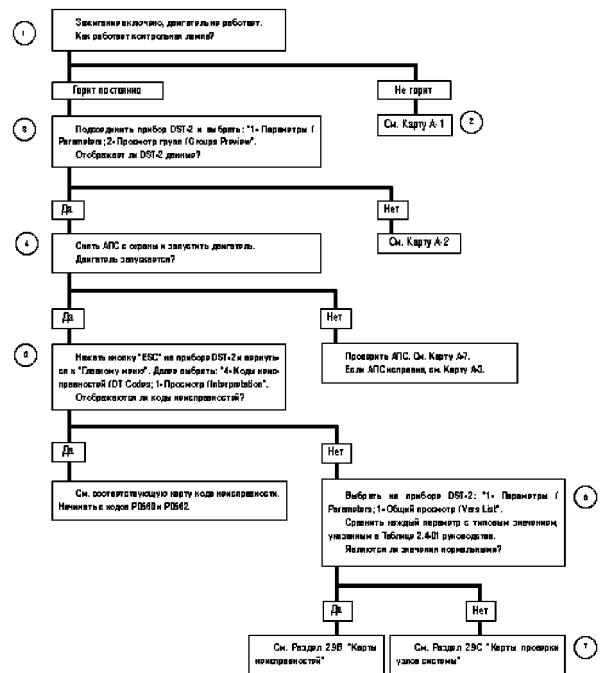 1
Зажигание включено, двигатель не работает.
Как работает контрольная лампа?
Горит постоянно
Не горит
См. Карту А-1
2
3
Подсоединить прибор DST-2 и выбрать: "1- Параметры /
Parameters; 2- Просмотр групп / Groups Preview".
Отображает ли DST-2 данные?
Да
Нет
См. Карту А-2
4
Снять АПС с охраны и запустить двигатель.
Двигатель запускается?
Да
Нет
5
Нажать кнопку "ESC" на приборе DST-2 и вернуть-
ся к "Главному меню". Далее выбрать: "4- Коды неис-
правностей / DT Codes; 1- Просмотр / Interpretation".
Отображаются ли коды неисправностей?
Проверить АПС. См. Карту А-7.
Если АПС исправна, см. Карту А-3.
Да
Нет
См. соответствующую карту кода неисправности.
Начинать с кодов Р0560 и Р0562.
Выбрать на приборе DST-2: "1- Параметры /
Parameters; 1- Общий просмотр / Vars List".
Сравнить каждый параметр с типовым значением,
указанным в Таблице 2.4-01 руководства.
Являются ли значения нормальными?
6
Да
Нет
См. Раздел 2.9В "Карты
неисправностей"
См. Раздел 2.9С "Карты проверки
узлов системы"
7